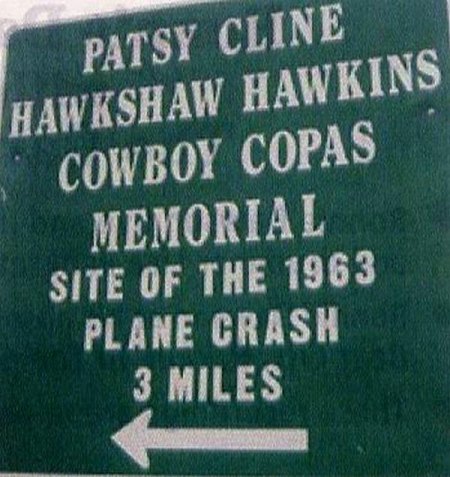 PATSY CLINE
HAWKSHAW HAWKINS
COWBOY COPAS
MEMORIAL
SITE OF THE 1963
PLANE CRASH
3 MILES